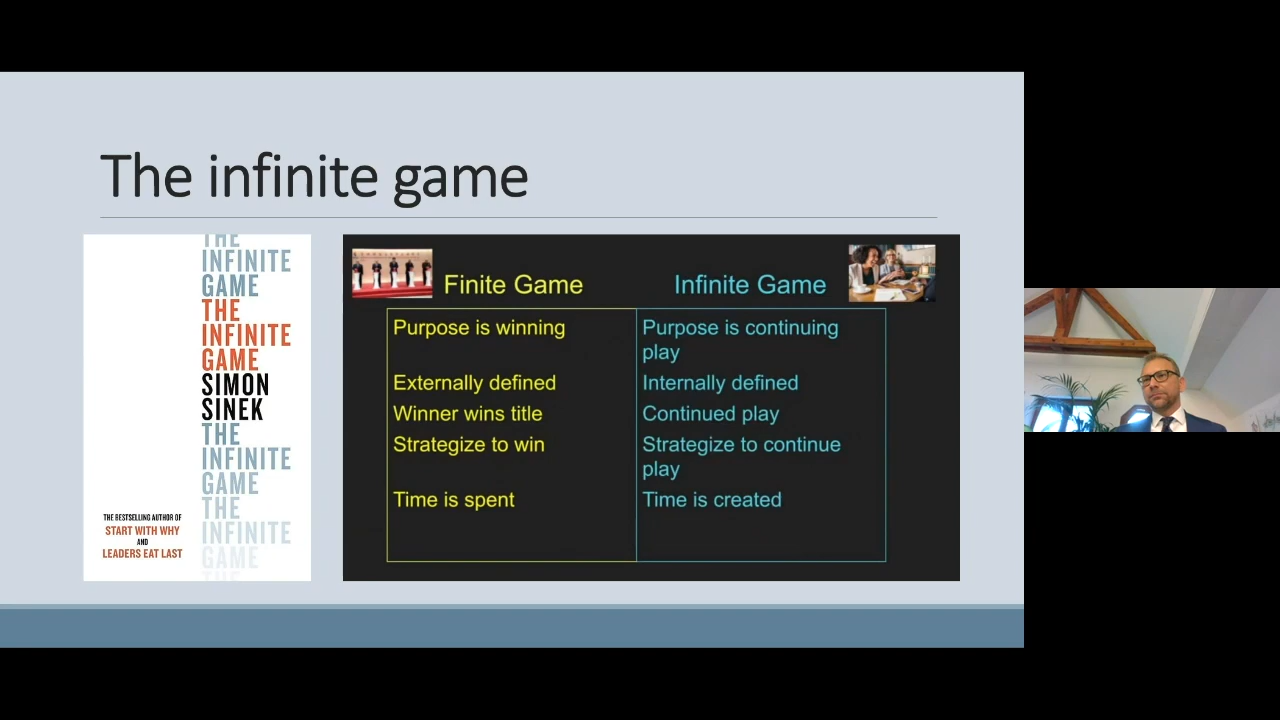 The infinite game
THE
INFINITE
GAME
THE
INFINITE
GAME
SIMON
SINEK
THE
INFINITE
GAME
THE
INFINITE
GAME
THE
THE BESTSELLING AUTHOR OF
START WITH WHY
AND
LEADERS EAT LAST
Finite Game
Infinite Game
Purpose is winning
Purpose is continuing
play
Externally defined
Internally defined
Winner wins title
Continued play
Strategize to win
Strategize to continue
play
Time is spent
Time is created